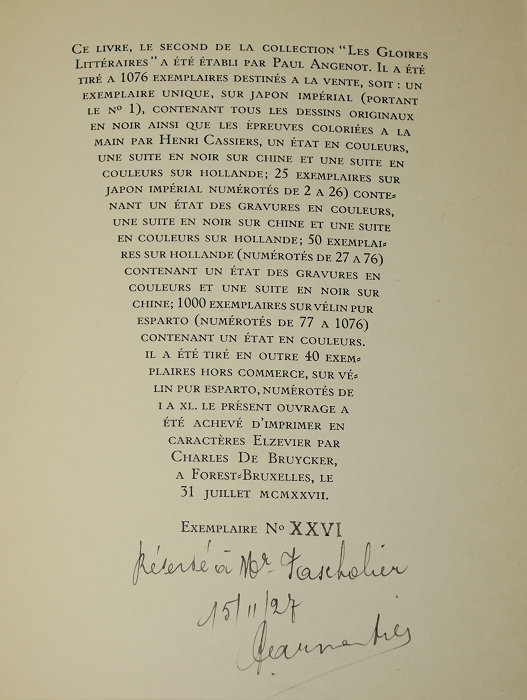 Ce livre, le second de la collection "Les Gloires
Littéraires" a été établi par Paul Angenot. Il a été
tiré a 1076 exemplaires destinés a la vente, soit : un
exemplaire unique, sur japon impérial (portant
le No 1), contenant tous les dessins originaux
en noir ainsi que les épreuves coloriées a la
main par Henri Cassiers, un état en couleurs,
une suite en noir sur chine et une suite en
couleurs sur hollande; 25 exemplaires sur
japon impérial numérotés de 2 a 26) conte=
nant un état des gravures en couleurs,
une suite en noir sur chine et une suite
en couleurs sur hollande; 50 exemplai=
res sur hollande (numérotés de 27 a 76)
contenant un état des gravures en
couleurs et une suite en noir sur
chine; 1000 exemplaires sur vélin pur
esparto (numérotés de 77 a 1076)
contenant un état en couleurs.
il a été tiré en outre 40 exem=
plaires hors commerce, sur vé=
lin pur esparto, numêrotés de
I a XL. le présent ouvrage a
été achevé d'imprimer en
caractères Elzevier par
Charles De Bruycker,
a Forest=Bruxelles, le
31 juillet MCMXXVII.
Exemplaire No XXVI
Réservé à Mr. Taschelier
15/11/27